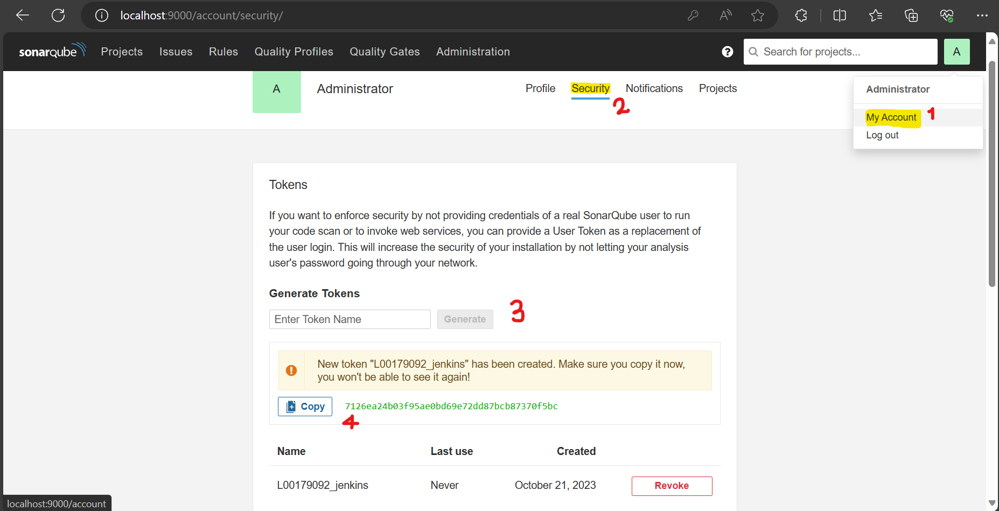 localhost:9000/account/security/
sonarqube Projects Issues Rules Quality Profiles Quality Gates Administration ? Search for projects... A
A Administrator Profile Security Notifications Projects
2
Administrator
My Account 1
Log out
Tokens
If you want to enforce security by not providing credentials of a real SonarQube user to run
your code scan or to invoke web services, you can provide a User Token as a replacement of
the user login. This will increase the security of your installation by not letting your analysis
user's password going through your network.
Generate Tokens
Enter Token Name Generate 3
New token "L00179092_jenkins" has been created. Make sure you copy it now,
you won't be able to see it again!
Copy 7126ea24b03f95ae0bd69e72dd87bcb87370f5bc
4
Name Last use Created
L00179092_jenkins Never October 21, 2023 Revoke
localhost:9000/account